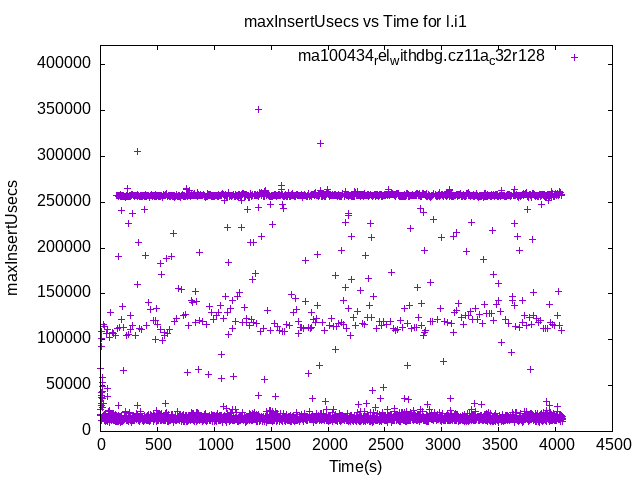 maxInsertUsecs vs Time for l.i1
ma100434_rel_withdbg.cz11a_c32r128
400000
350000
300000
250000
200000
150000
100000
50000
0
maxInsertUsecs
0 500 1000 1500 2000 2500 3000 3500 4000 4500
Time(s)